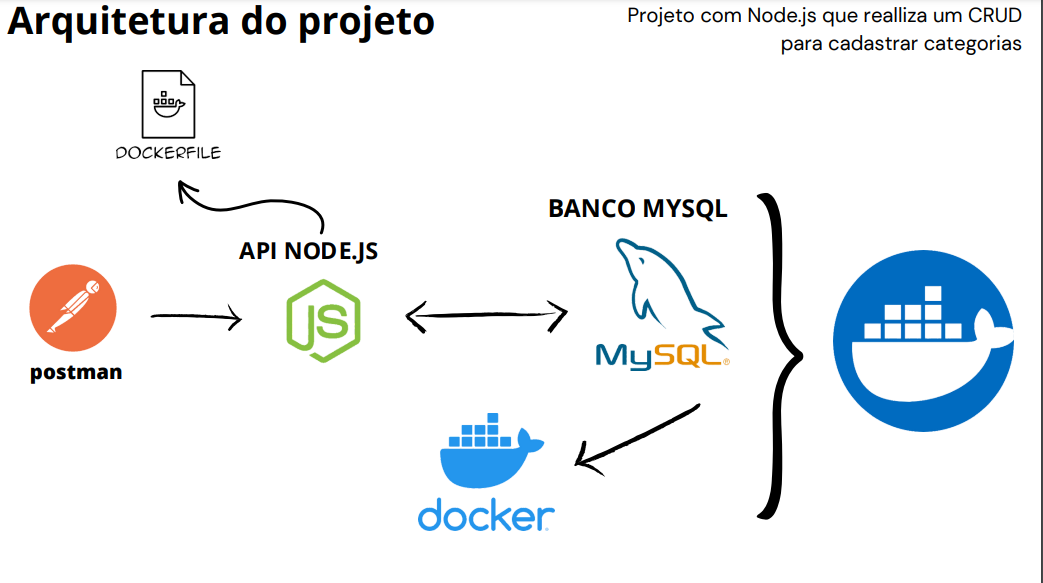 Arquitetura do projeto
Projeto com Node.js que realliza um CRUD
para cadastrar categorias
DOCKERFILE
API NODE.JS
BANCO MYSQL
JS
postman
MySQL®
docker